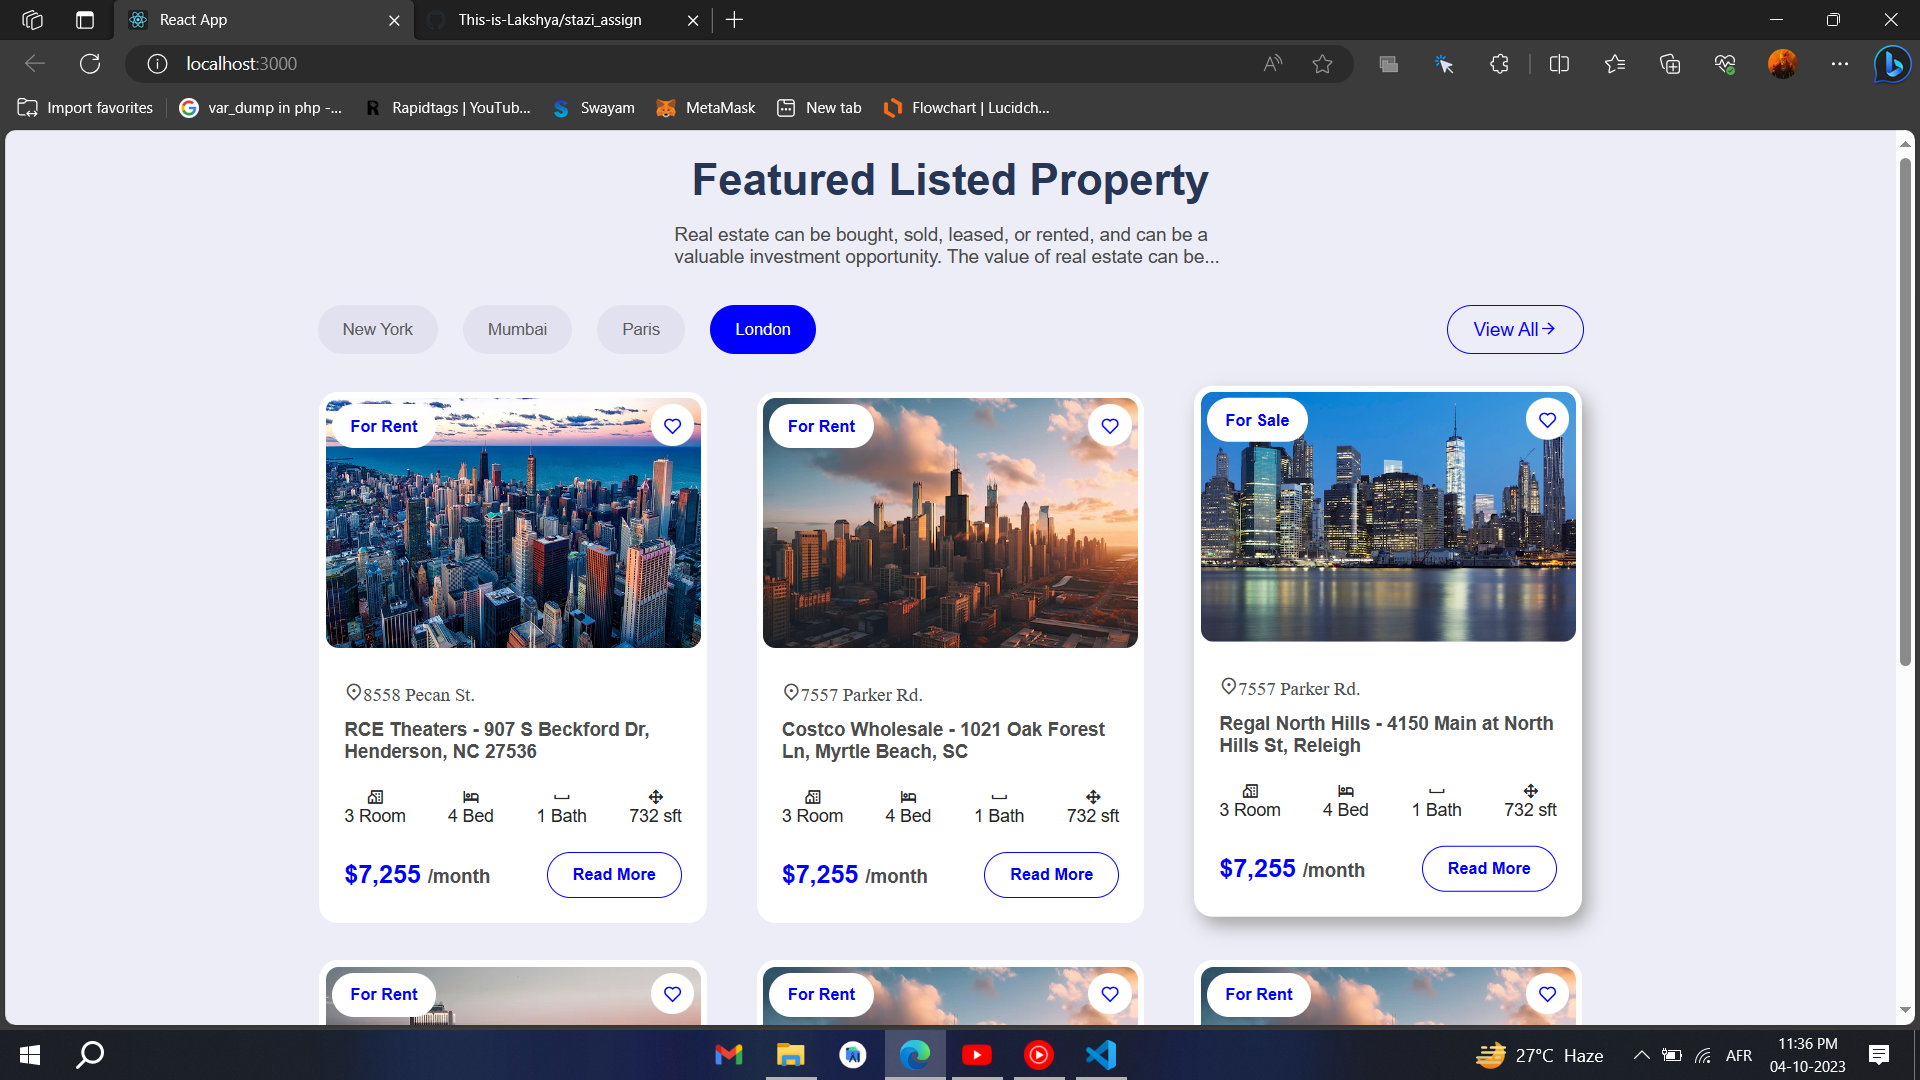 React App
This-is-Lakshya/stazi_assign
localhost:3000
Import favorites
var_dump in php -...
Rapidtags | YouTub...
Swayam
MetaMask
New tab
Flowchart | Lucidch...
Featured Listed Property
Real estate can be bought, sold, leased, or rented, and can be a
valuable investment opportunity. The value of real estate can be...
New York
Mumbai
Paris
London
View All
For Rent
8558 Pecan St.
RCE Theaters - 907 S Beckford Dr,
Henderson, NC 27536
3 Room
4 Bed
1 Bath
732 sft
$7,255 /month
Read More
For Rent
7557 Parker Rd.
Costco Wholesale - 1021 Oak Forest
Ln, Myrtle Beach, SC
3 Room
4 Bed
1 Bath
732 sft
$7,255 /month
Read More
For Sale
7557 Parker Rd.
Regal North Hills - 4150 Main at North
Hills St, Releigh
3 Room
4 Bed
1 Bath
732 sft
$7,255 /month
Read More
For Rent
For Rent
For Rent
27°C Haze
AFR
11:36 PM
04-10-2023